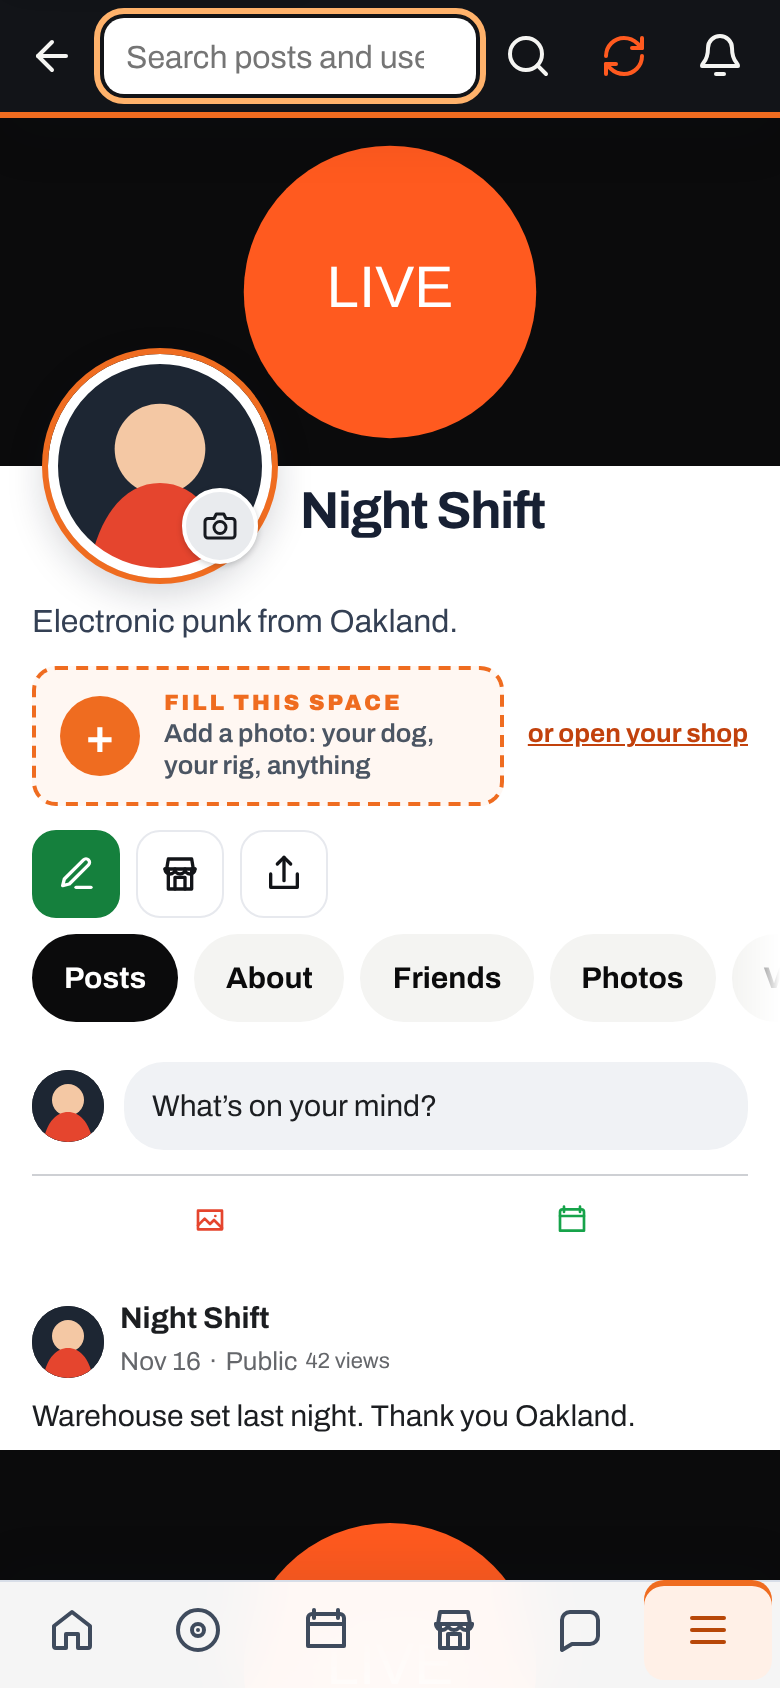 Search posts and use
LIVE
Night Shift
Electronic punk from Oakland.
FILL THIS SPACE
Add a photo: your dog,
your rig, anything
or open your shop
Posts
About
Friends
Photos
What’s on your mind?
Night Shift
Nov 16 · Public 42 views
Warehouse set last night. Thank you Oakland.
LIVE